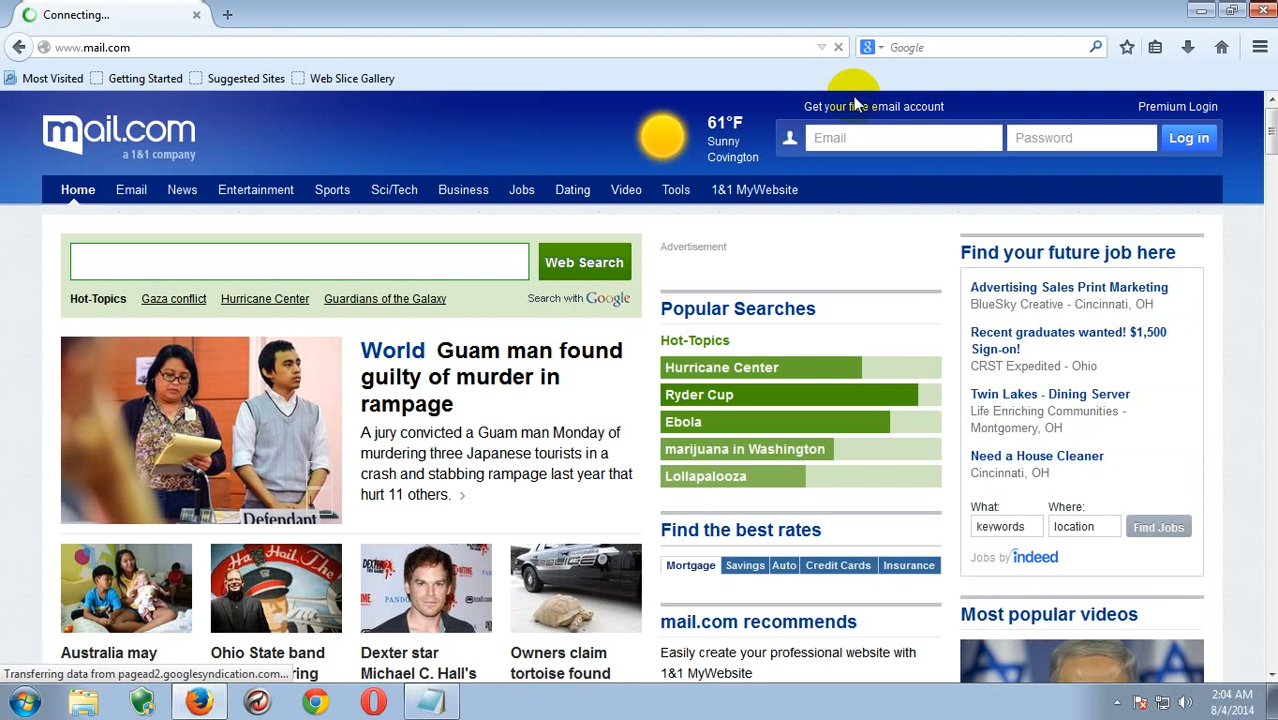 Connecting...
www.mail.com
Google
Most Visited
Getting Started
Suggested Sites
Web Slice Gallery
mail.com
a 1&1 company
61°F
Sunny
Covington
Get your free email account
Premium Login
Email
Password
Log in
Home
Email
News
Entertainment
Sports
Sci/Tech
Business
Jobs
Dating
Video
Tools
1&1 MyWebsite
Web Search
Hot-Topics
Gaza conflict
Hurricane Center
Guardians of the Galaxy
Search with Google
World Guam man found
guilty of murder in
rampage
A jury convicted a Guam man Monday of
murdering three Japanese tourists in a
crash and stabbing rampage last year that
hurt 11 others.
Defendant
Australia may
Ohio State band
Dexter star
Michael C. Hall's
Owners claim
tortoise found
Advertisement
Popular Searches
Hot-Topics
Hurricane Center
Ryder Cup
Ebola
marijuana in Washington
Lollapalooza
Find the best rates
Mortgage
Savings
Auto
Credit Cards
Insurance
mail.com recommends
Easily create your professional website with
1&1 MyWebsite
Find your future job here
Advertising Sales Print Marketing
BlueSky Creative - Cincinnati, OH
Recent graduates wanted! $1,500
Sign-on!
CRST Expedited - Ohio
Twin Lakes - Dining Server
Life Enriching Communities -
Montgomery, OH
Need a House Cleaner
Cincinnati, OH
What:
Where:
keywords
location
Find Jobs
Jobs by indeed
Most popular videos
Transferring data from pagead2.googlesyndication.com...
2:04 AM
8/4/2014